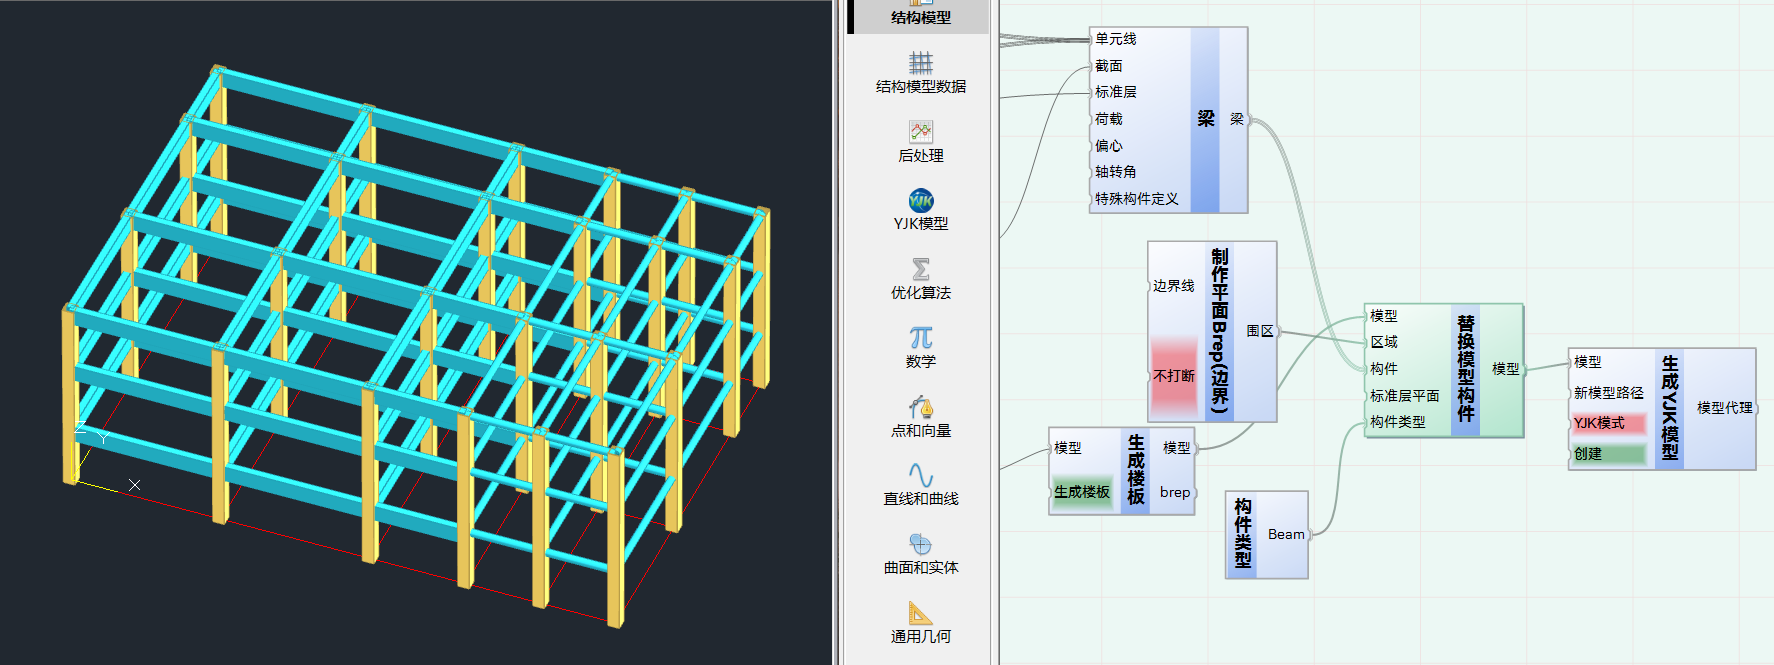 Y
X
结构模型
结构模型数据
后处理
YJK
YJK模型
优化算法
数学
点和向量
直线和曲线
曲面和实体
通用几何
单元线
截面
标准层
荷载
偏心
轴转角
特殊构件定义
梁
梁
边界线
不打断
制作平面Brep(边界)
围区
模型
生成楼板
生成楼板
模型
brep
构件类型
Beam
模型
区域
构件
标准层平面
构件类型
替换模型构件
模型
模型
新模型路径
YJK模式
创建
生成YJK模型
模型代理